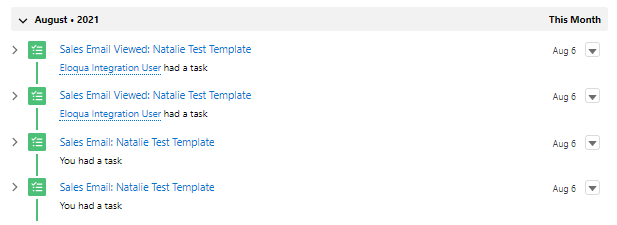 August • 2021 This Month
Sales Email Viewed: Natalie Test Template Aug 6
Eloqua Integration User had a task
Sales Email Viewed: Natalie Test Template Aug 6
Eloqua Integration User had a task
Sales Email: Natalie Test Template Aug 6
You had a task
Sales Email: Natalie Test Template Aug 6
You had a task